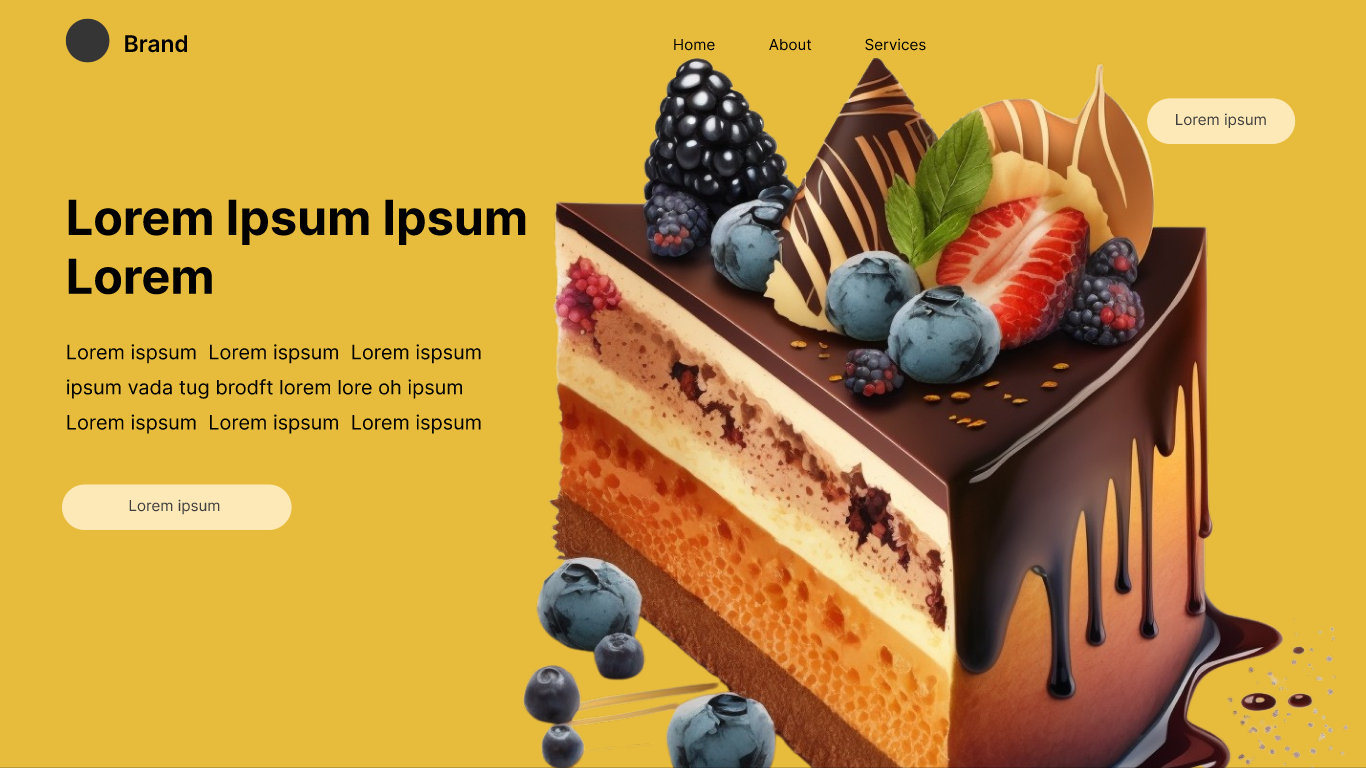 Brand
Home About Services
Lorem ipsum
Lorem Ipsum Ipsum
Lorem
Lorem ispsum Lorem ispsum Lorem ispsum
ipsum vada tug brodft lorem lore oh ipsum
Lorem ispsum Lorem ispsum Lorem ispsum
Lorem ipsum